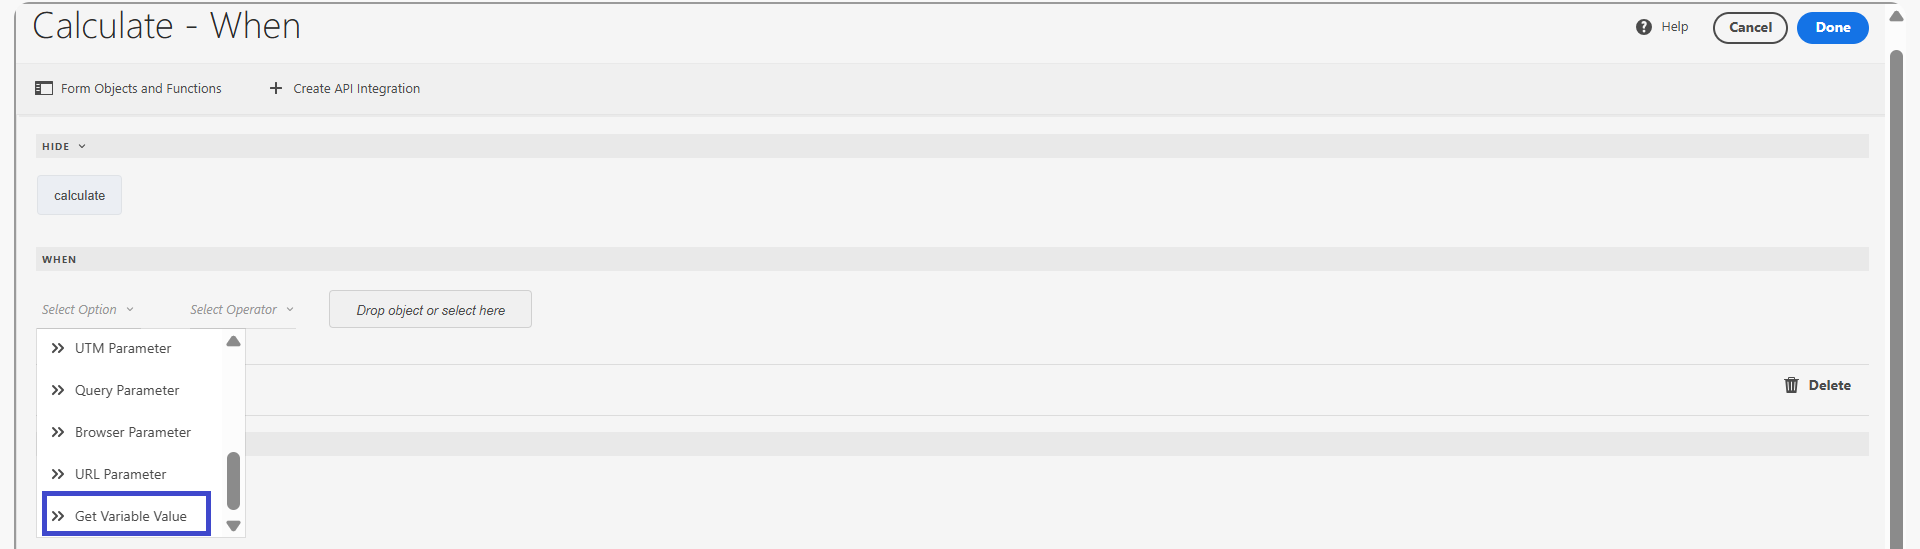 Calculate - When
Help
Cancel
Done
Form Objects and Functions
Create API Integration
HIDE
calculate
WHEN
Select Option
Select Operator
Drop object or select here
UTM Parameter
Query Parameter
Delete
Browser Parameter
URL Parameter
Get Variable Value